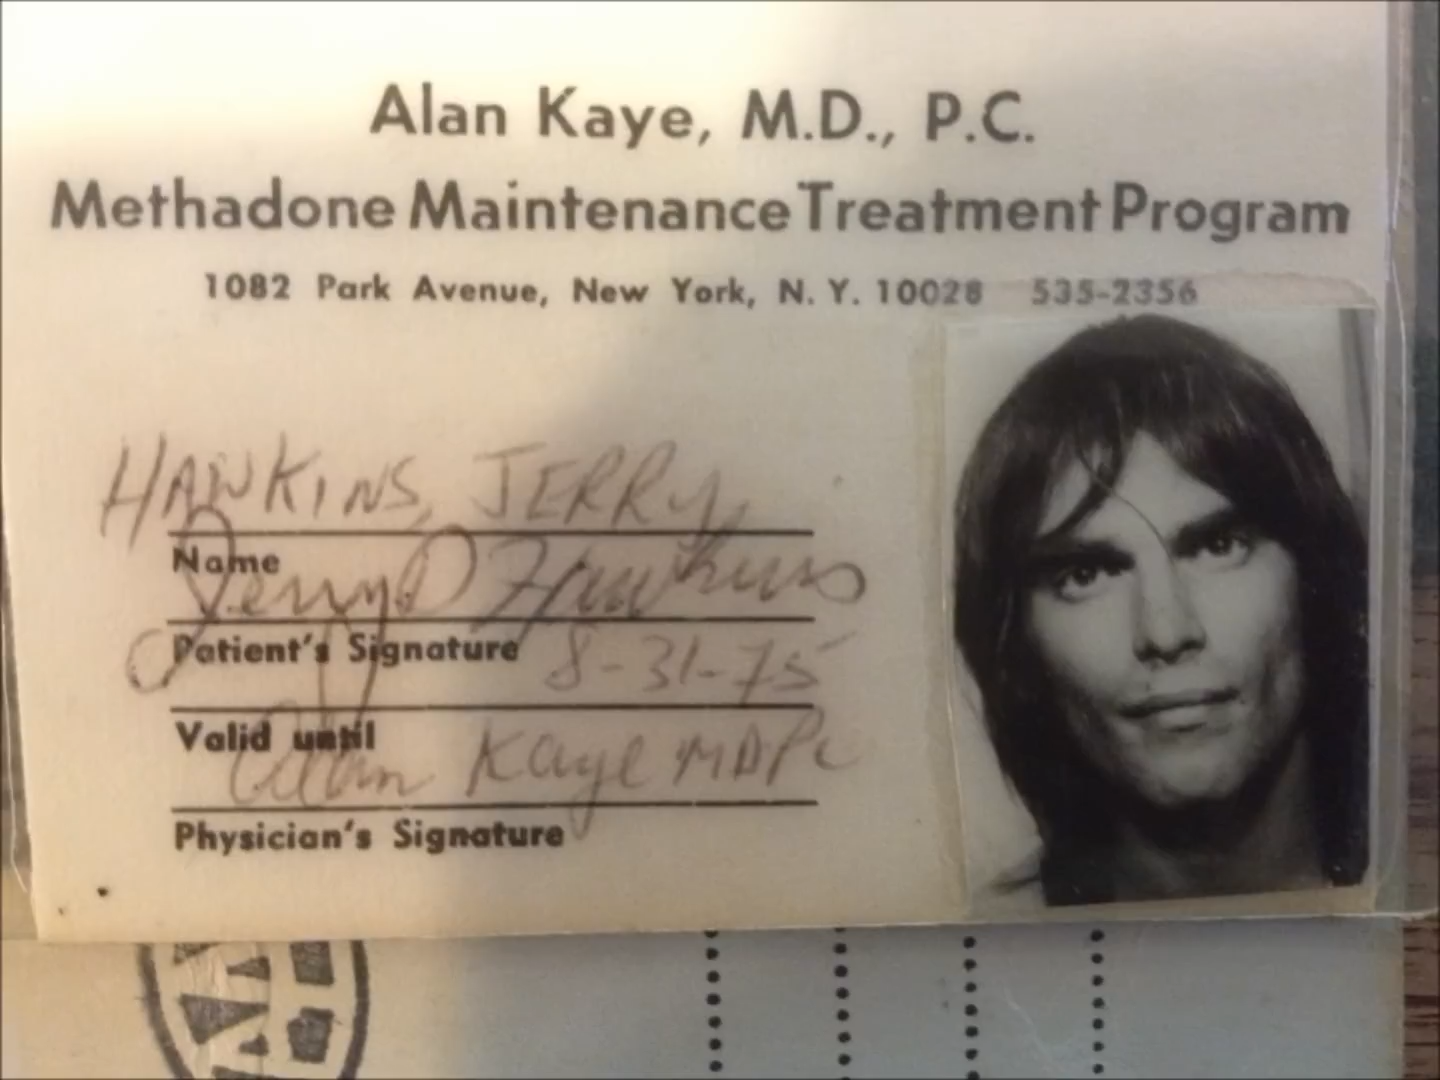 Alan Kaye, M.D., P.C.
Methadone Maintenance Treatment Program
1082 Park Avenue, New York, N. Y. 10028 535-2356
HAWKINS, JERRY
Name
Jerry D Hawkins
Patient's Signature
8-31-75
Valid until
Alan Kaye MDPC
Physician's Signature